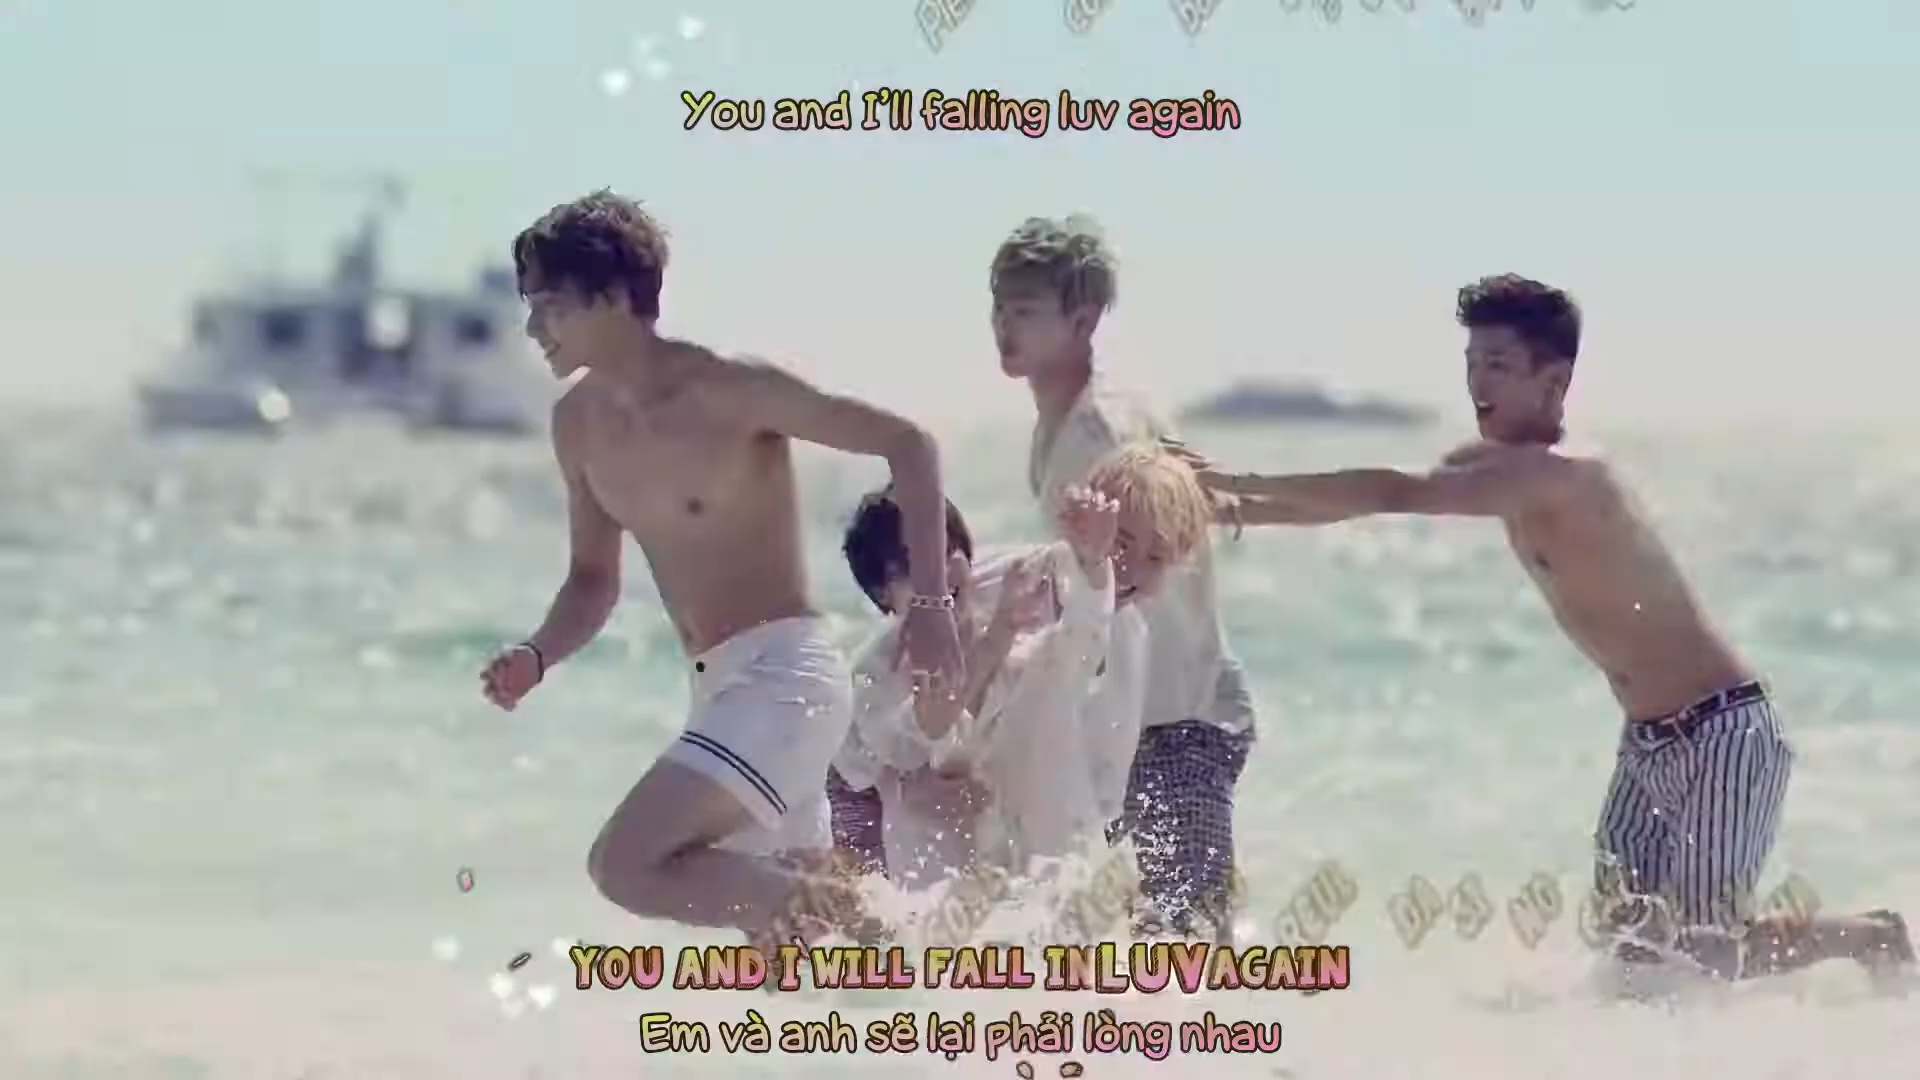 You and I'll falling luv again
YOU AND I WILL FALL IN LUV AGAIN
Em và anh sẽ lại phải lòng nhau